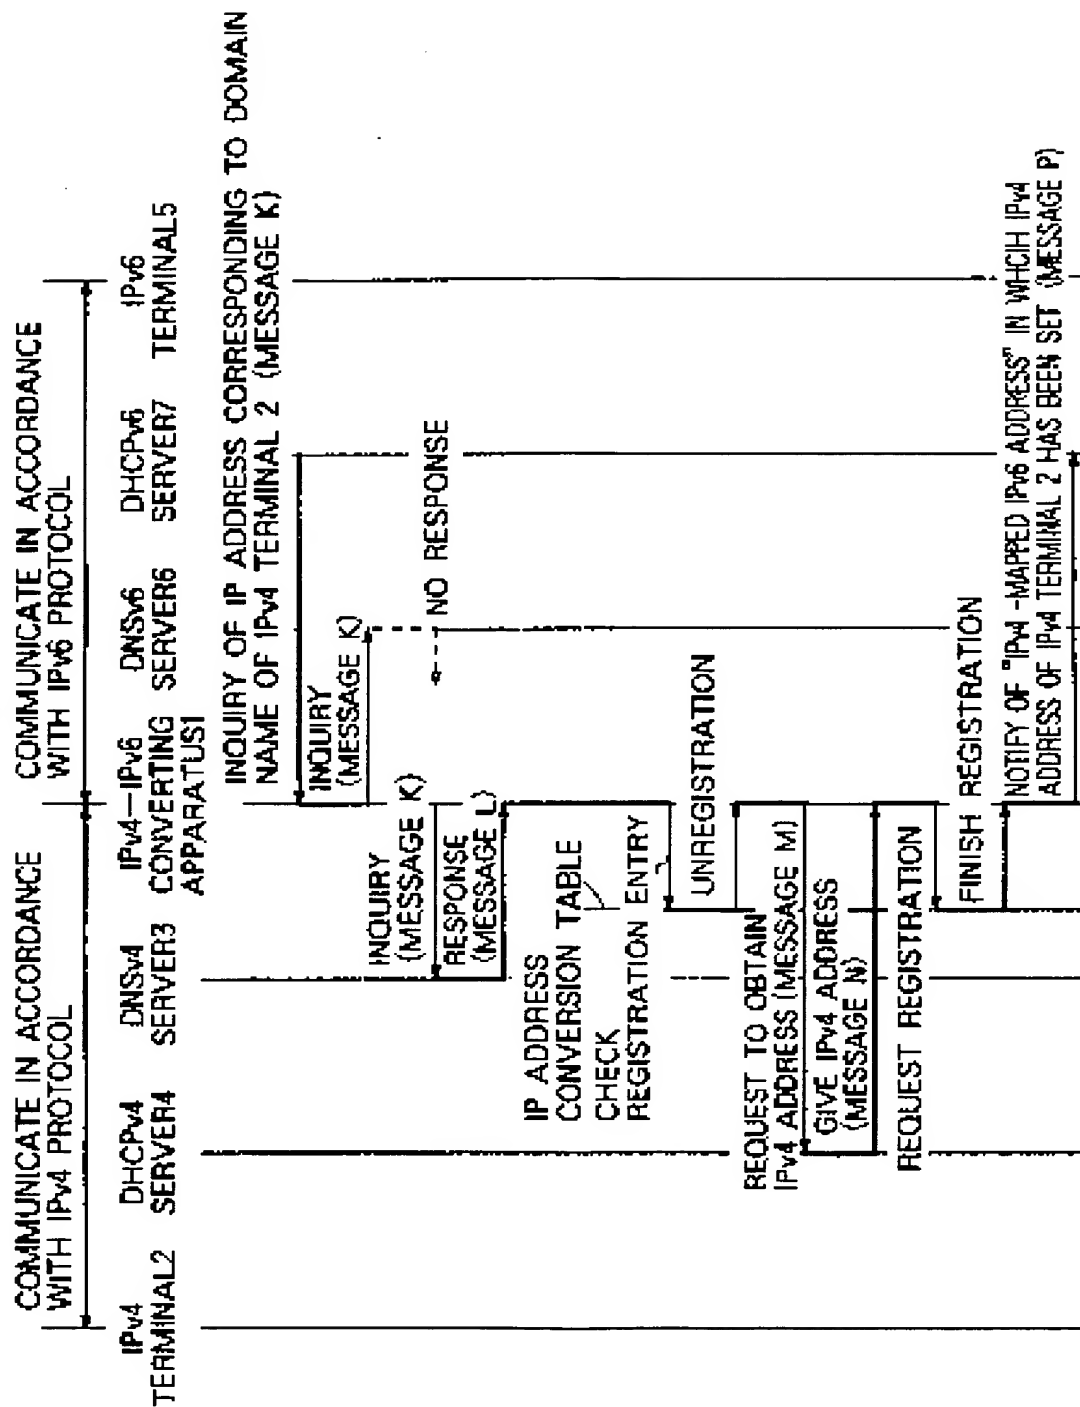 COMMUNICATE IN ACCORDANCE
WITH IPv4 PROTOCOL
COMMUNICATE IN ACCORDANCE
WITH IPv6 PROTOCOL
IPv4
TERMINAL2
DHCPv4
SERVER4
DNSv4
SERVER3
IPv4-IPv6
CONVERTING
APPARATUS1
DNSv6
SERVER6
DHCPv6
SERVER7
IPv6
TERMINAL5
INQUIRY OF IP ADDRESS CORRESPONDING TO DOMAIN
NAME OF IPv4 TERMINAL 2 (MESSAGE K)
INQUIRY
(MESSAGE K)
NO RESPONSE
INQUIRY
(MESSAGE K)
RESPONSE
(MESSAGE L)
IP ADDRESS
CONVERSION TABLE
CHECK
REGISTRATION ENTRY
UNREGISTRATION
REQUEST TO OBTAIN
IPv4 ADDRESS (MESSAGE M)
GIVE IPv4 ADDRESS
(MESSAGE N)
REQUEST REGISTRATION
FINISH REGISTRATION
NOTIFY OF "IPv4 -MAPPED IPv6 ADDRESS" IN WHCIH IPv4
ADDRESS OF IPv4 TERMINAL 2 HAS BEEN SET (MESSAGE P)